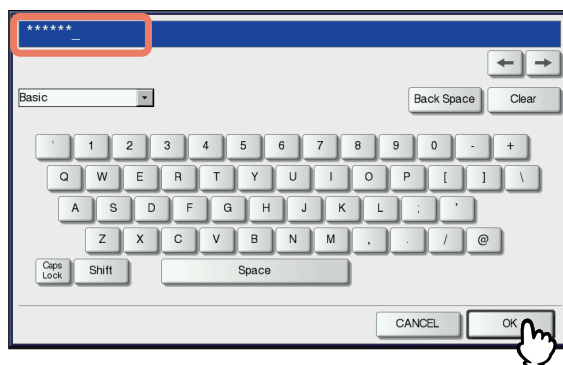 ******_
← →
Basic Back Space Clear
' 1 2 3 4 5 6 7 8 9 0 - +
Q W E R T Y U I O P [ ] \
A S D F G H J K L ; '
Z X C V B N M , . / @
Caps Lock Shift Space
CANCEL OK